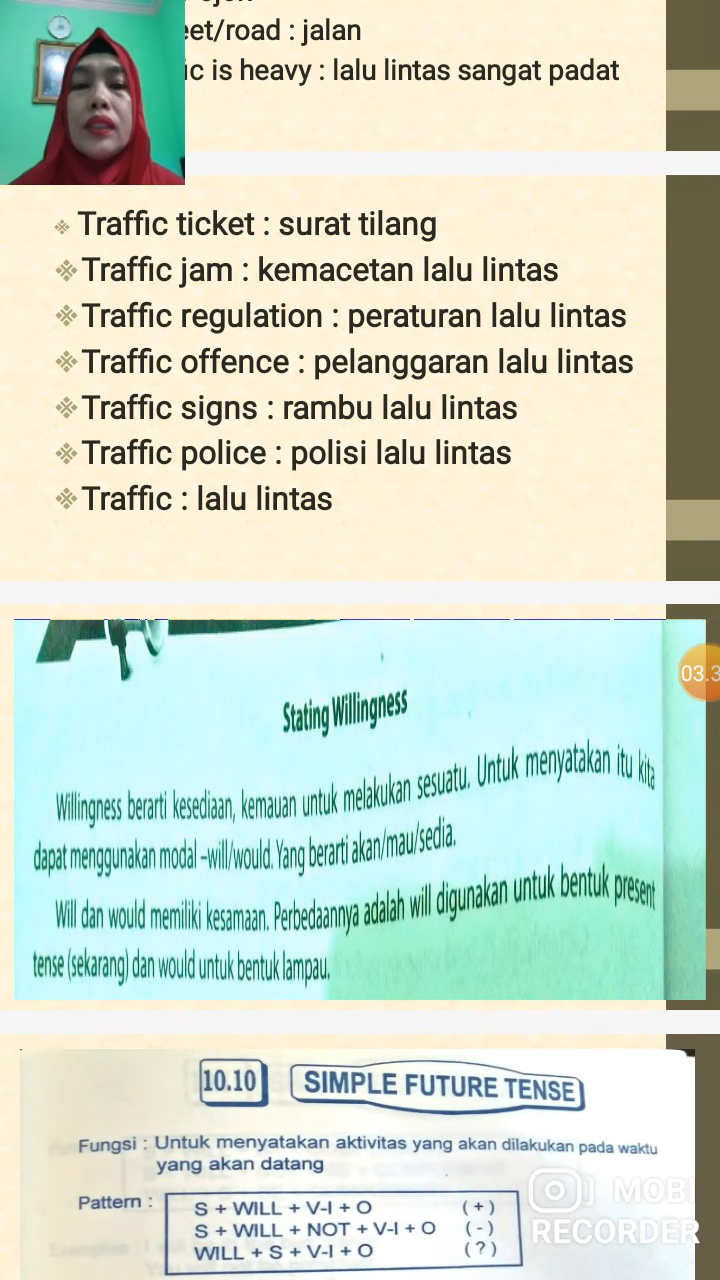 : jalan
is heavy : lalu lintas sangat padat
Traffic ticket : surat tilang
Traffic jam : kemacetan lalu lintas
Traffic regulation : peraturan lalu lintas
Traffic offence : pelanggaran lalu lintas
Traffic signs : rambu lalu lintas
Traffic police : polisi lalu lintas
Traffic : lalu lintas
03.3
Stating Willingness
Willingness berarti kesediaan, kemauan untuk melakukan sesuatu. Untuk menyatakan itu kita
dapat menggunakan modal –will/would. Yang berarti akan/mau/sedia.
Will dan would memiliki kesamaan. Perbedaannya adalah will digunakan untuk bentuk present
tense (sekarang) dan would untuk bentuk lampau.
10.10 SIMPLE FUTURE TENSE
Fungsi : Untuk menyatakan aktivitas yang akan dilakukan pada waktu
yang akan datang
Pattern : S + WILL + V-I + O (+)
S + WILL + NOT + V-I + O (-)
WILL + S + V-I + O (?)
MOBI
RECORDER